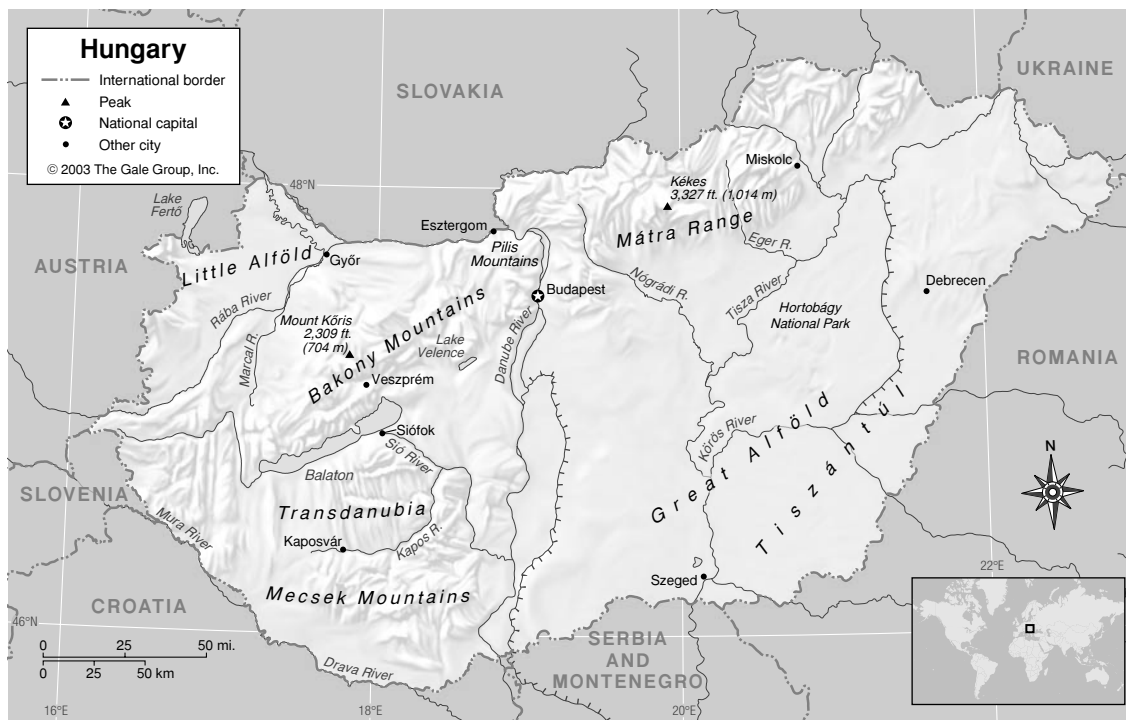 Hungary
International border
Peak
National capital
Other city
© 2003 The Gale Group, Inc.
SLOVAKIA
UKRAINE
48°N
Lake
Fertő
Miskolc
Kékes
3,327 ft. (1,014 m)
Mátra Range
Eger R.
Esztergom
Pilis
Mountains
AUSTRIA
Little Alföld
Győr
Nógrádi R.
Tisza River
Budapest
Debrecen
Hortobágy
National Park
Rába River
Mount Kőris
2,309 ft.
(704 m)
Marcal R.
Bakony Mountains
Lake
Velence
Danube River
ROMANIA
Veszprém
Siófok
Sió River
Balaton
Körös River
Great Alföld
Tiszántúl
N
SLOVENIA
Mura River
Transdanubia
Kaposvár
Kapos R.
Mecsek Mountains
Szeged
22°E
CROATIA
46°N
SERBIA
AND
MONTENEGRO
0 25 50 mi.
0 25 50 km
Drava River
16°E
18°E
20°E